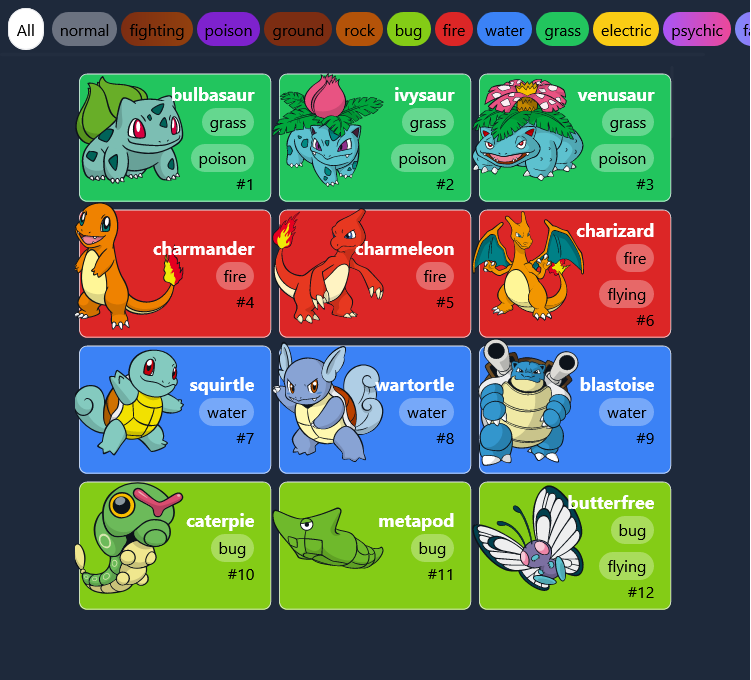 All normal fighting poison ground rock bug fire water grass electric psychic
bulbasaur
grass
poison
#1
ivysaur
grass
poison
#2
venusaur
grass
poison
#3
charmander
fire
#4
charmeleon
fire
#5
charizard
fire
flying
#6
squirtle
water
#7
wartortle
water
#8
blastoise
water
#9
caterpie
bug
#10
metapod
bug
#11
butterfree
bug
flying
#12